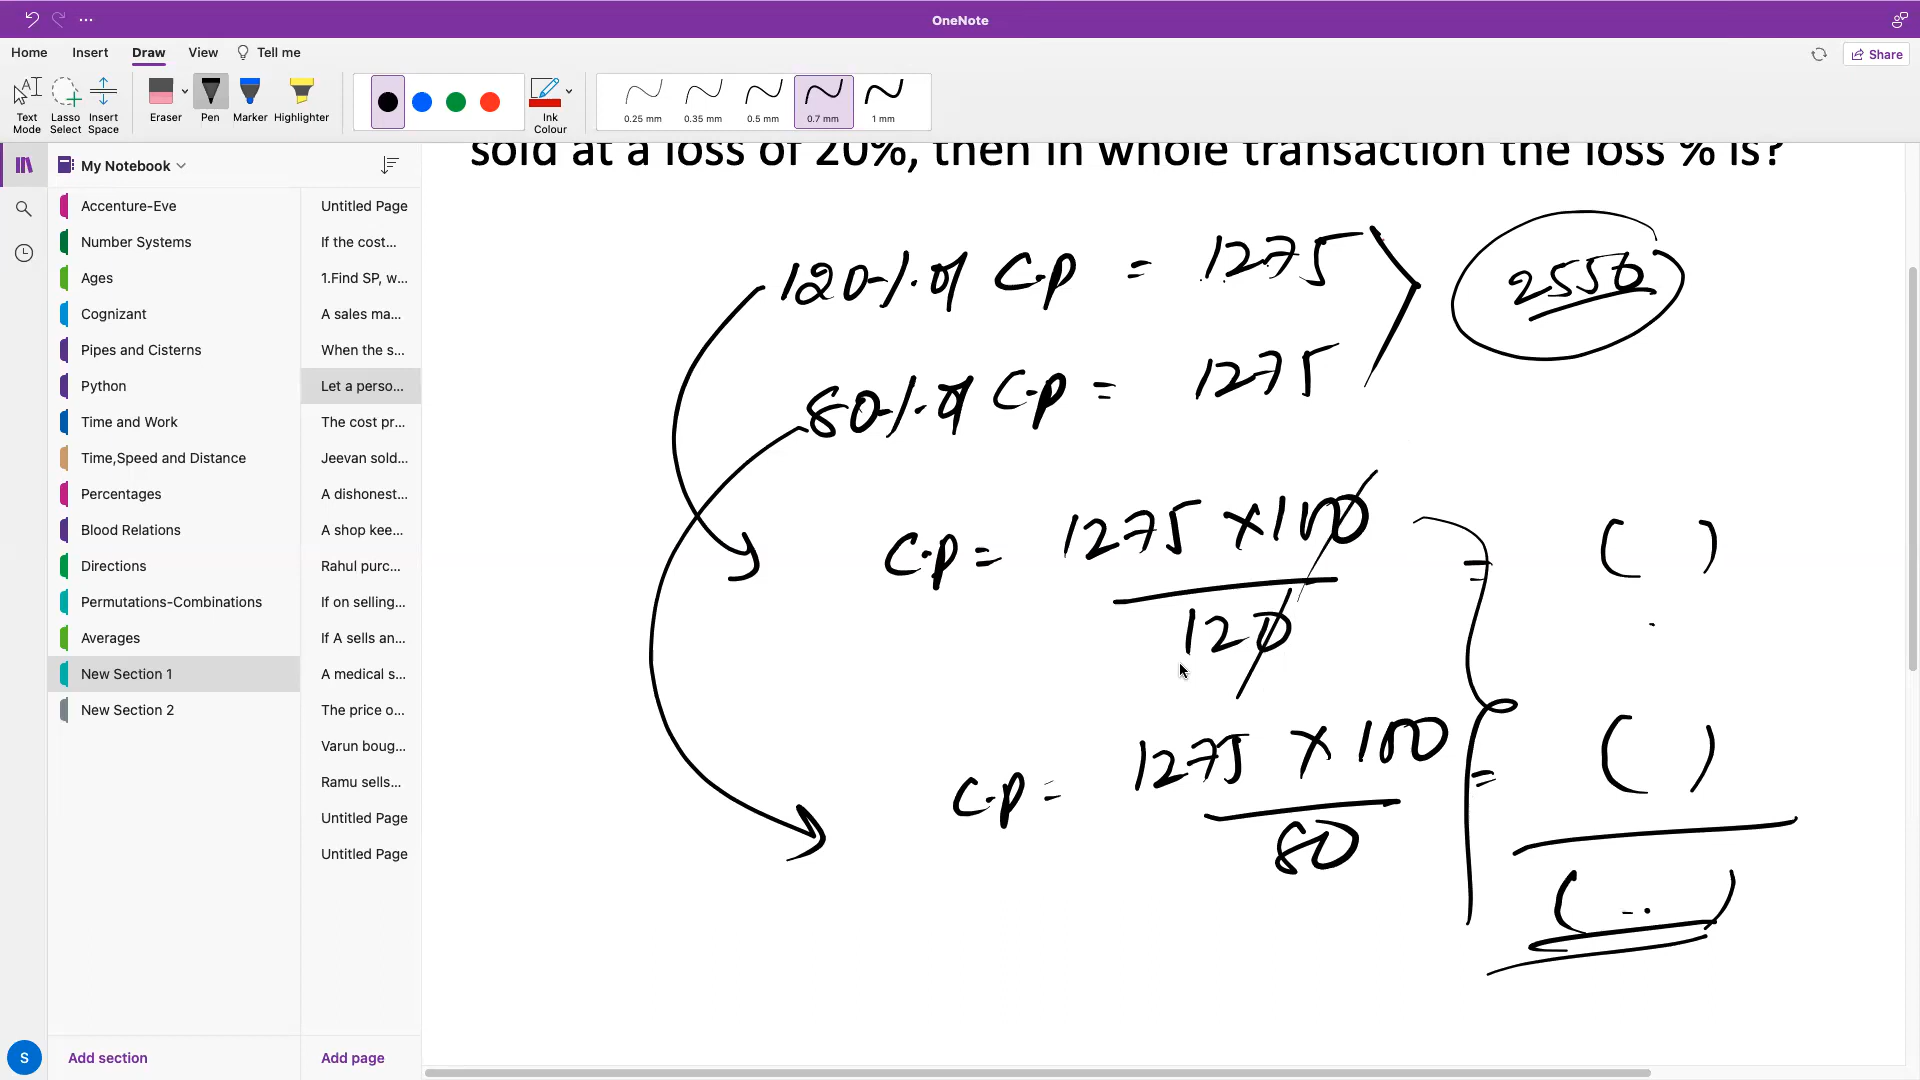 OneNote
Home Insert Draw View Tell me
Share
Text Mode
Lasso Select
Insert Space
Eraser
Pen
Marker
Highlighter
Ink Colour
0.25 mm
0.35 mm
0.5 mm
0.7 mm
1 mm
My Notebook
Accenture-Eve
Number Systems
Ages
Cognizant
Pipes and Cisterns
Python
Time and Work
Time,Speed and Distance
Percentages
Blood Relations
Directions
Permutations-Combinations
Averages
New Section 1
New Section 2
Add section
Untitled Page
If the cost...
1.Find SP, w...
A sales ma...
When the s...
Let a perso...
The cost pr...
Jeevan sold...
A dishonest...
A shop kee...
Rahul purc...
If on selling...
If A sells an...
A medical s...
The price o...
Varun boug...
Ramu sells...
Untitled Page
Untitled Page
Add page
S
sold at a loss of 20%, then in whole transaction the loss % is?
120% of C.p = 1275
2550
80% of C.p = 1275
C.p = 1275 x 100
120
= ( )
C.p = 1275 x 100
80
= ( )
( -. )